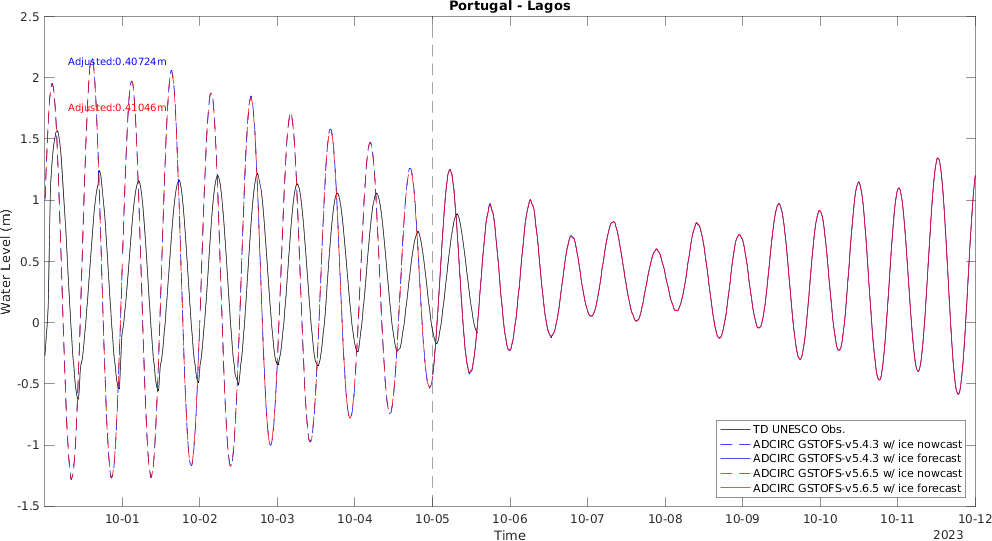 Portugal - Lagos
2.5
2
1.5
1
0.5
0
-0.5
-1
-1.5
Water Level (m)
Adjusted:0.40724m
Adjusted:0.41046m
TD UNESCO Obs.
ADCIRC GSTOFS-v5.4.3 w/ ice nowcast
ADCIRC GSTOFS-v5.4.3 w/ ice forecast
ADCIRC GSTOFS-v5.6.5 w/ ice nowcast
ADCIRC GSTOFS-v5.6.5 w/ ice forecast
10-01 10-02 10-03 10-04 10-05 10-06 10-07 10-08 10-09 10-10 10-11 10-12
Time
2023